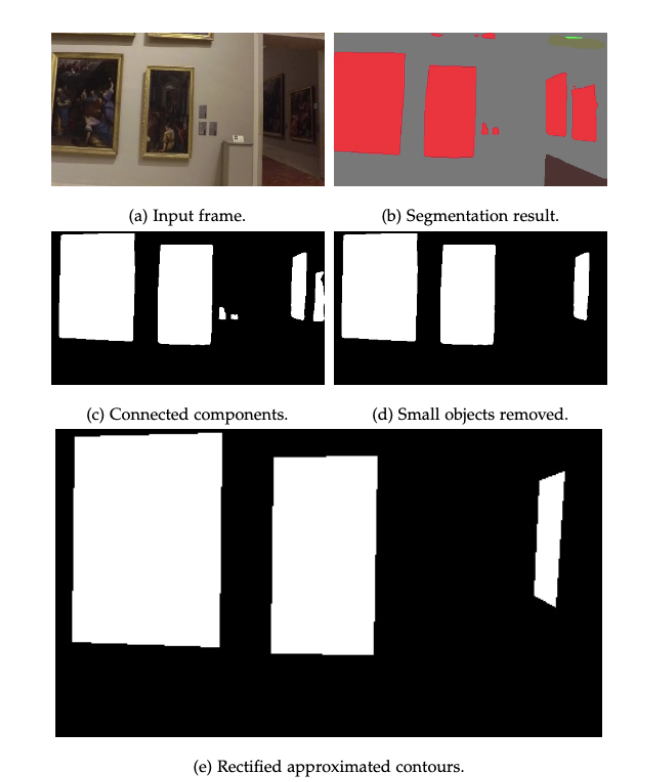 (a) Input frame.
(b) Segmentation result.
(c) Connected components.
(d) Small objects removed.
(e) Rectified approximated contours.